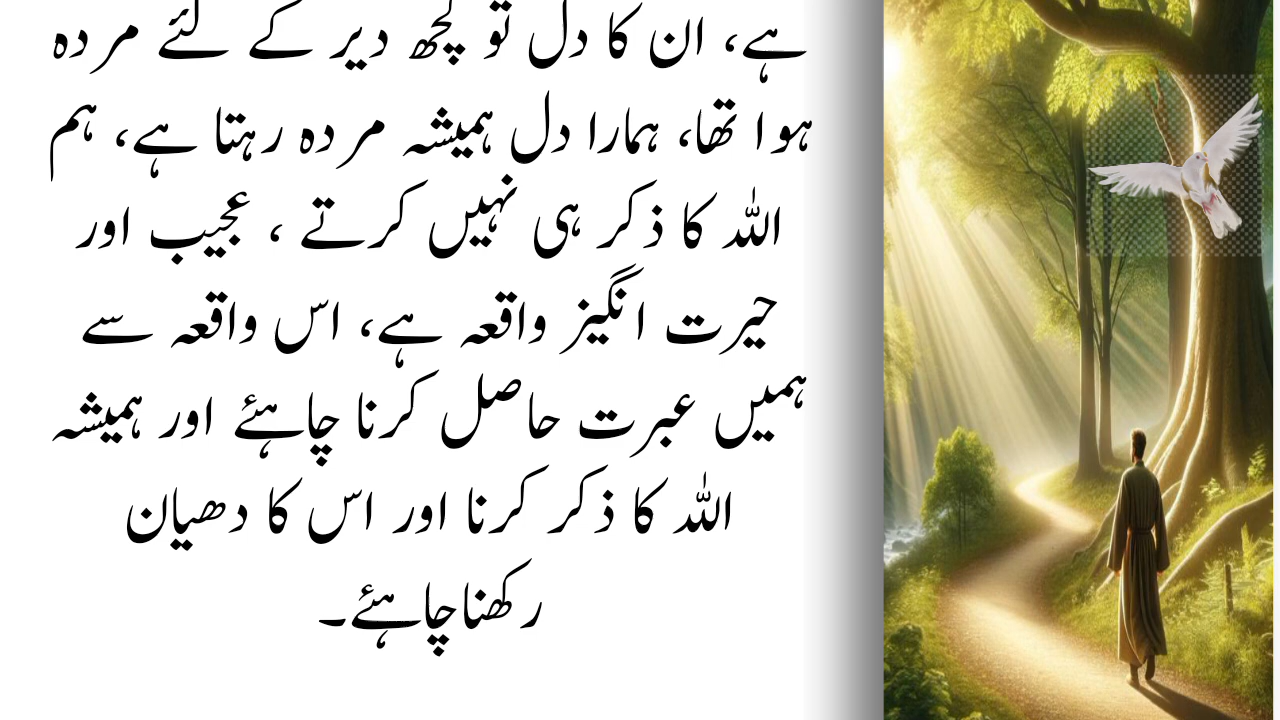 ہے، ان کا دل تو کچھ دیر کے لئے مردہ
ہوا تھا، ہمارا دل ہمیشہ مردہ رہتا ہے، ہم
اللہ کا ذکر ہی نہیں کرتے ، عجیب اور
حیرت انگیز واقعہ ہے، اس واقعہ سے
ہمیں عبرت حاصل کرنا چاہئے اور ہمیشہ
اللہ کا ذکر کرنا اور اس کا دھیان
رکھناچاہئے۔